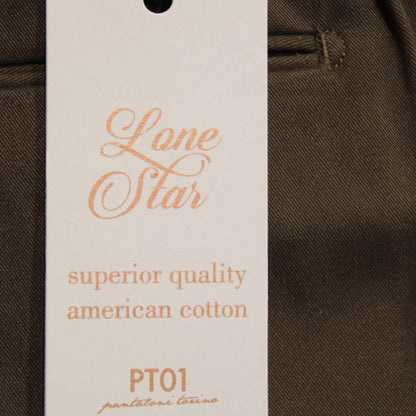 Lone
Star
superior quality
american cotton
PT01
pantaloni torino